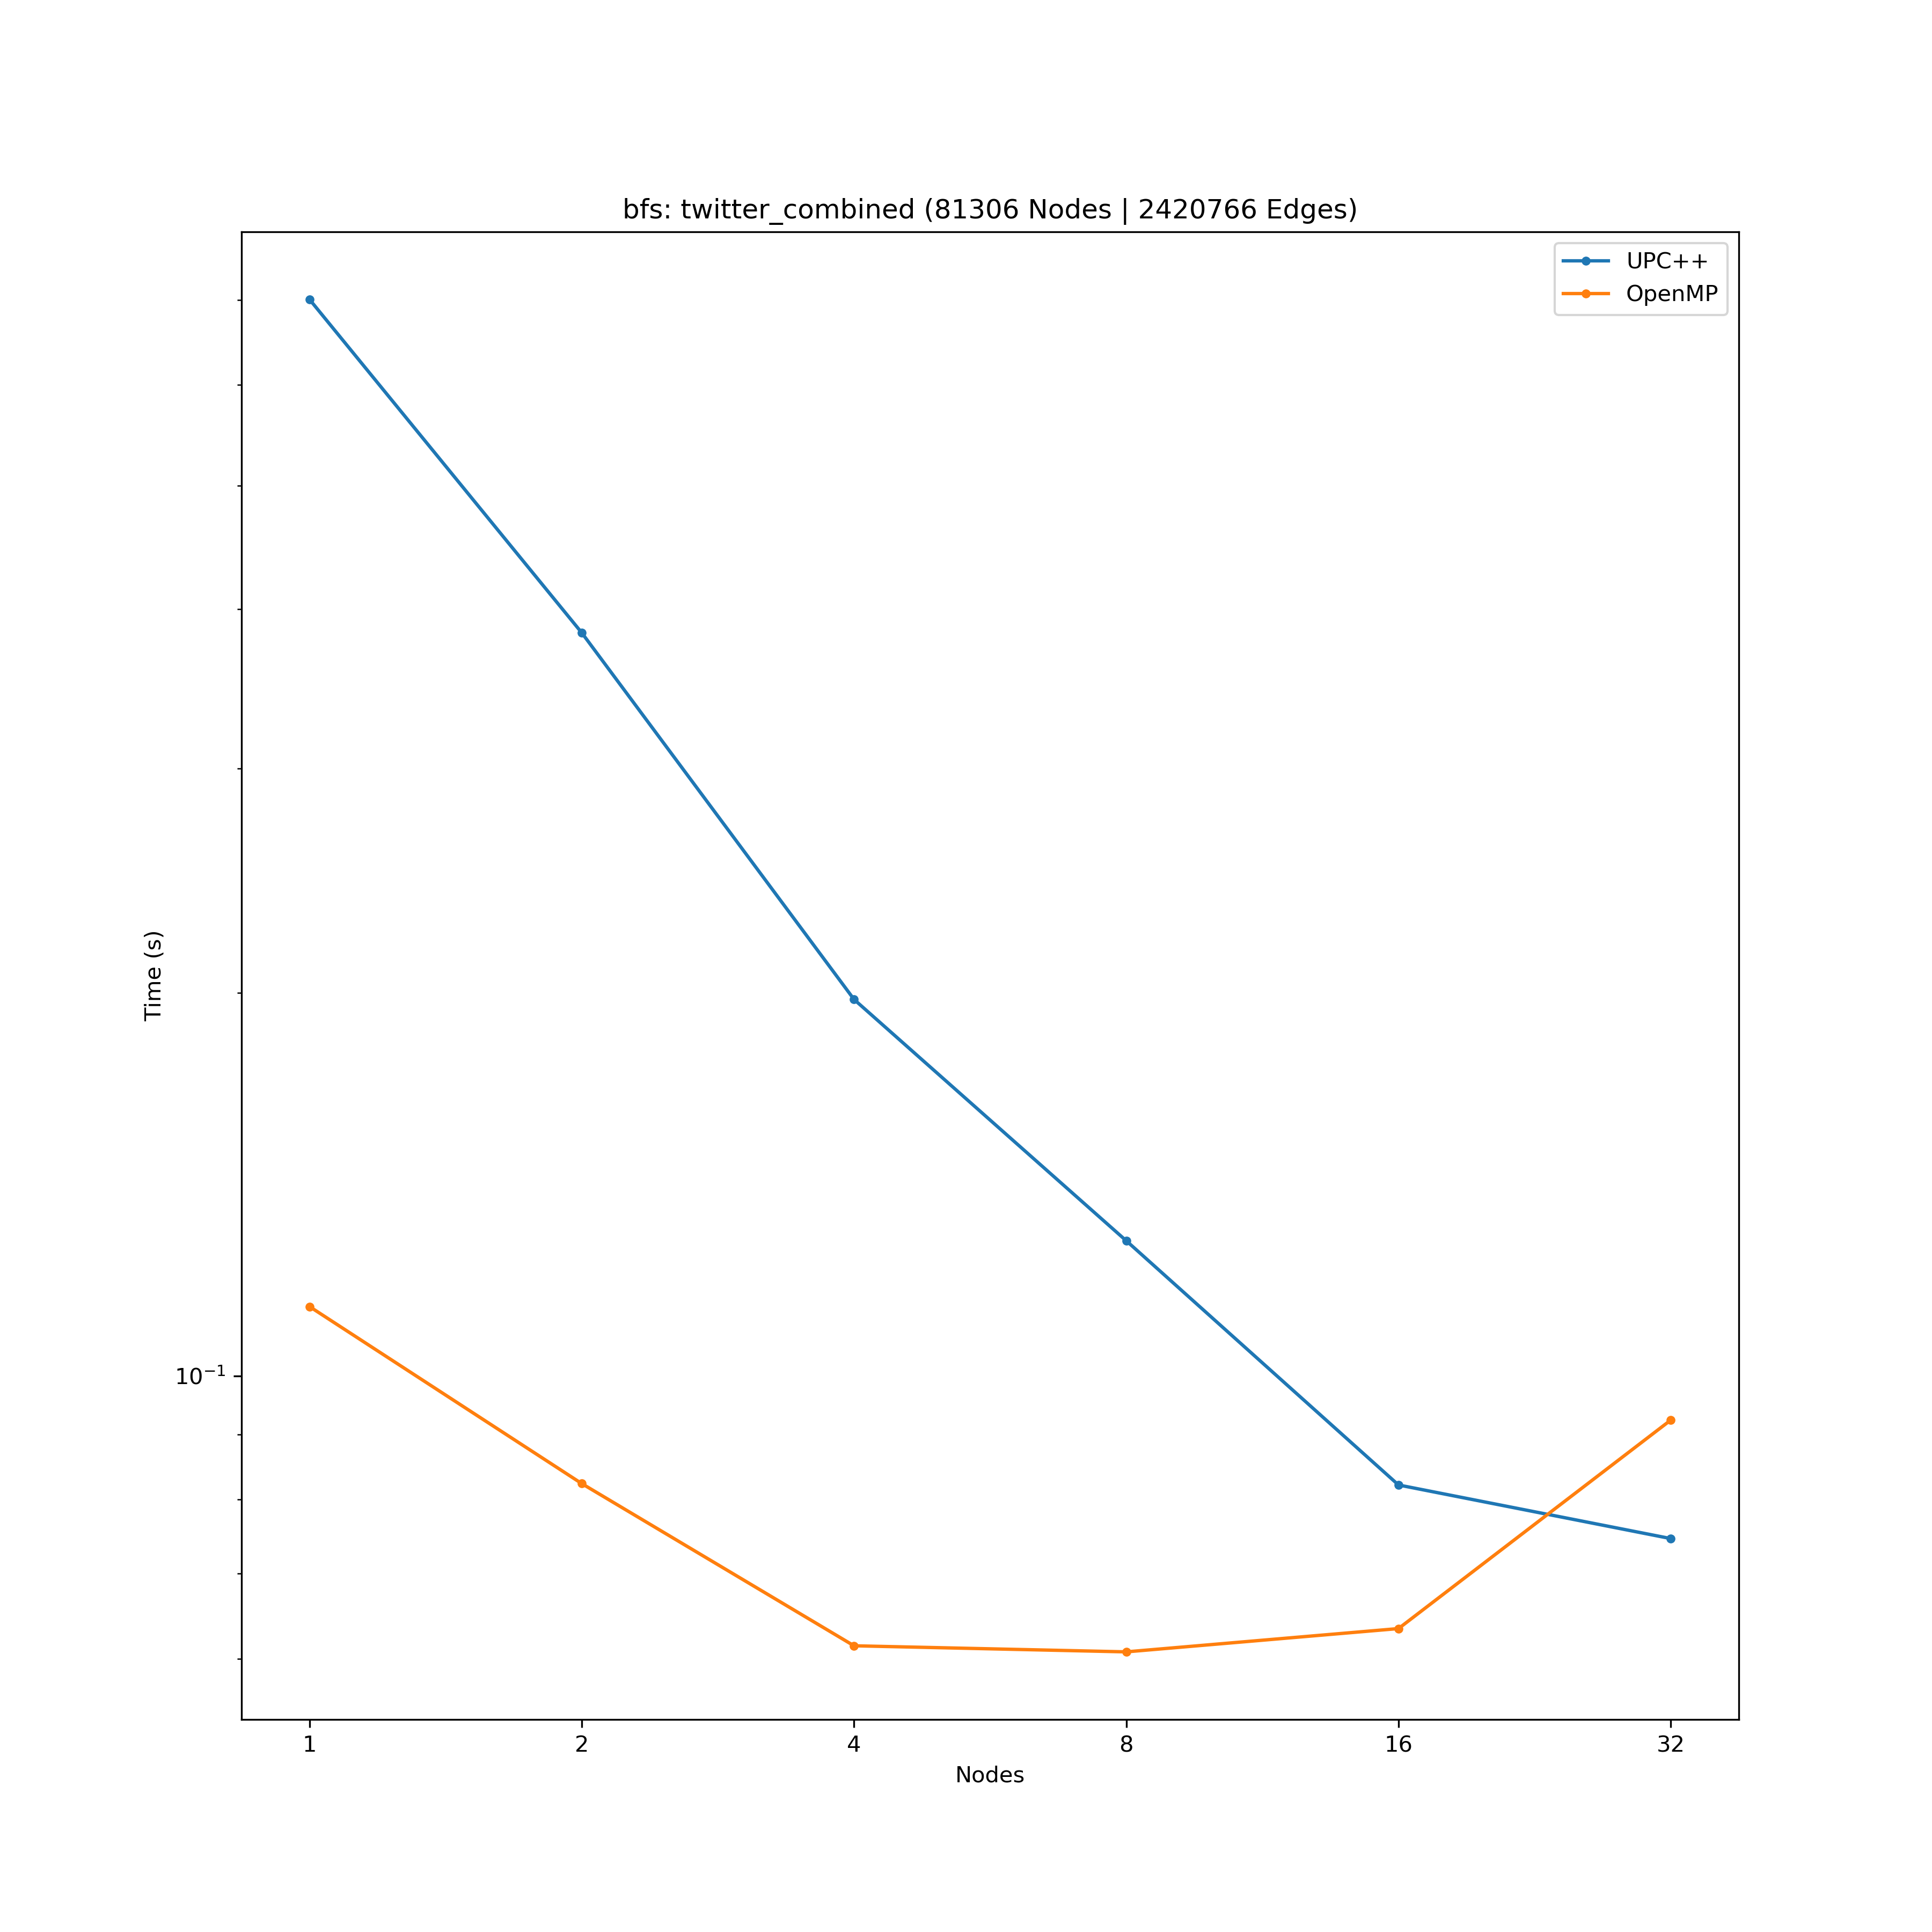 bfs: twitter_combined (81306 Nodes | 2420766 Edges)
UPC++
OpenMP
Time (s)
10⁻¹
1 2 4 8 16 32
Nodes